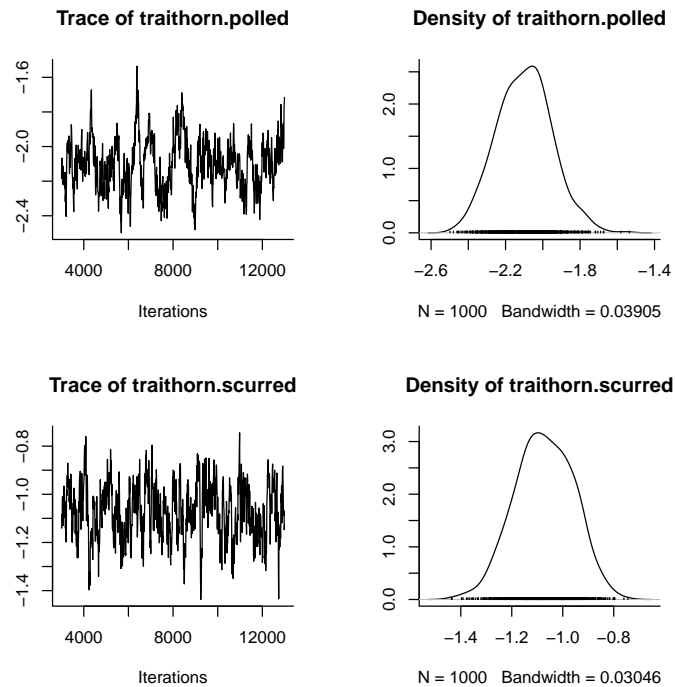 Trace of traithorn.polled
−1.6
−2.0
−2.4
4000 8000 12000
Iterations
Density of traithorn.polled
2.0
1.0
0.0
−2.6 −2.2 −1.8 −1.4
N = 1000 Bandwidth = 0.03905
Trace of traithorn.scurred
−0.8
−1.0
−1.2
−1.4
4000 8000 12000
Iterations
Density of traithorn.scurred
3.0
2.0
1.0
0.0
−1.4 −1.2 −1.0 −0.8
N = 1000 Bandwidth = 0.03046